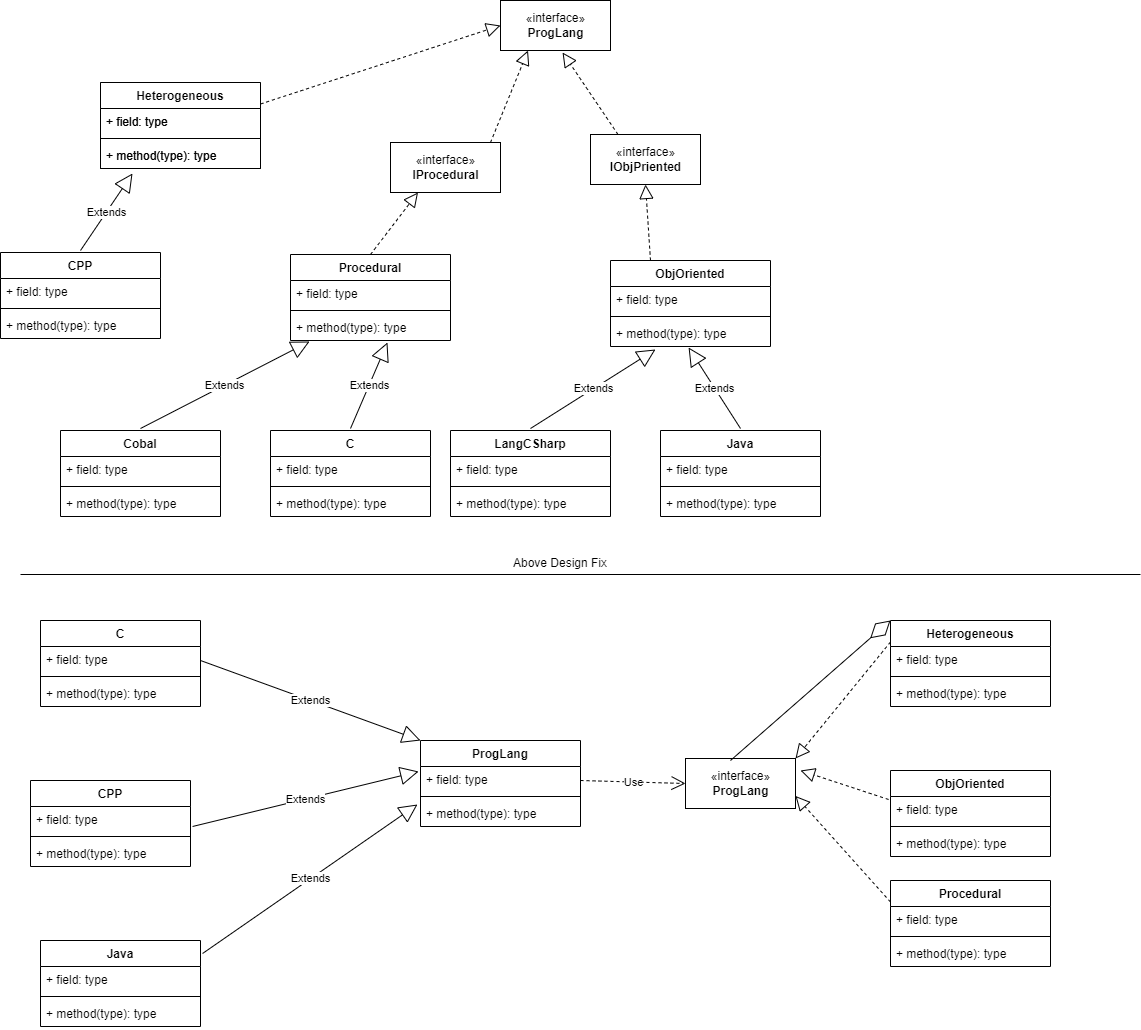 «interface»
ProgLang
Heterogeneous
+ field: type
+ method(type): type
«interface»
IProcedural
«interface»
IObjPriented
Extends
CPP
+ field: type
+ method(type): type
Procedural
+ field: type
+ method(type): type
ObjOriented
+ field: type
+ method(type): type
Extends
Extends
Extends
Extends
Cobal
+ field: type
+ method(type): type
C
+ field: type
+ method(type): type
LangCSharp
+ field: type
+ method(type): type
Java
+ field: type
+ method(type): type
Above Design Fix
C
+ field: type
+ method(type): type
Heterogeneous
+ field: type
+ method(type): type
Extends
ProgLang
+ field: type
+ method(type): type
Use
«interface»
ProgLang
CPP
+ field: type
+ method(type): type
Extends
ObjOriented
+ field: type
+ method(type): type
Extends
Procedural
+ field: type
+ method(type): type
Java
+ field: type
+ method(type): type